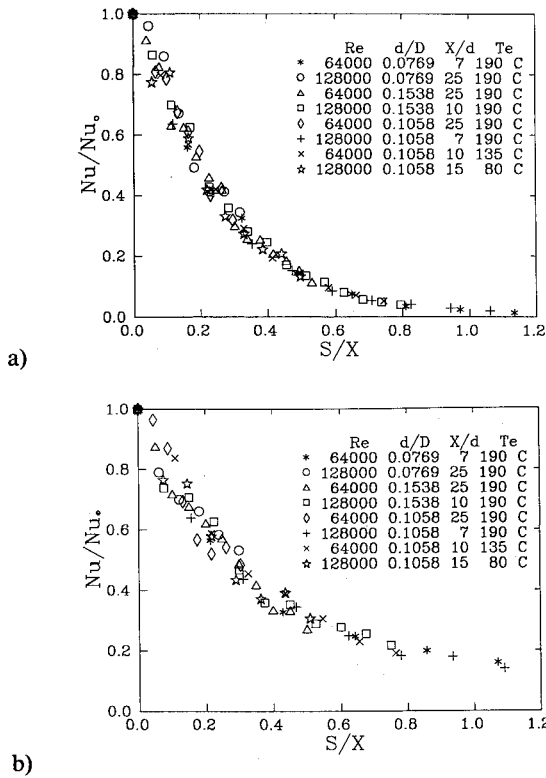 1.0
0.8
0.6
0.4
0.2
0.0
Nu/Nu₀
Re d/D X/d Te
* 64000 0.0769 7 190 C
○ 128000 0.0769 25 190 C
△ 64000 0.1538 25 190 C
□ 128000 0.1538 10 190 C
◇ 64000 0.1058 25 190 C
+ 128000 0.1058 7 190 C
× 64000 0.1058 10 135 C
☆ 128000 0.1058 15 80 C
0.0 0.2 0.4 0.6 0.8 1.0 1.2
S/X
a)
1.0
0.8
0.6
0.4
0.2
0.0
Nu/Nu₀
Re d/D X/d Te
* 64000 0.0769 7 190 C
○ 128000 0.0769 25 190 C
△ 64000 0.1538 25 190 C
□ 128000 0.1538 10 190 C
◇ 64000 0.1058 25 190 C
+ 128000 0.1058 7 190 C
× 64000 0.1058 10 135 C
☆ 128000 0.1058 15 80 C
0.0 0.2 0.4 0.6 0.8 1.0 1.2
S/X
b)